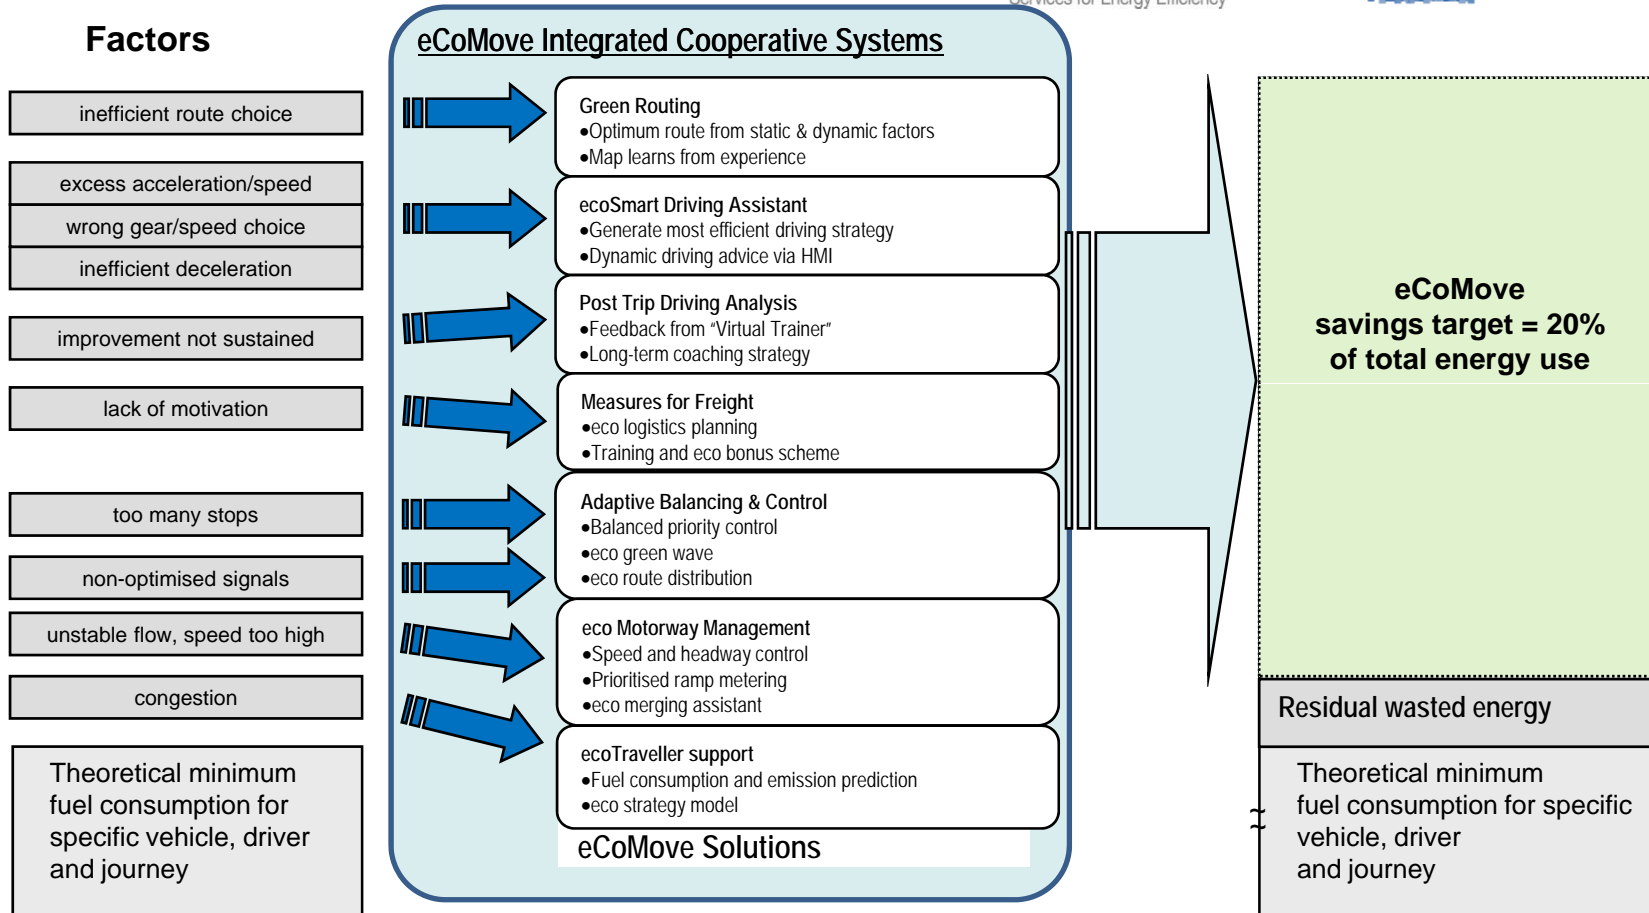 Services for Energy Efficiency
Factors
inefficient route choice
excess acceleration/speed
wrong gear/speed choice
inefficient deceleration
improvement not sustained
lack of motivation
too many stops
non-optimised signals
unstable flow, speed too high
congestion
Theoretical minimum
fuel consumption for
specific vehicle, driver
and journey
eCoMove Integrated Cooperative Systems
Green Routing
•Optimum route from static & dynamic factors
•Map learns from experience
ecoSmart Driving Assistant
•Generate most efficient driving strategy
•Dynamic driving advice via HMI
Post Trip Driving Analysis
•Feedback from “Virtual Trainer”
•Long-term coaching strategy
Measures for Freight
•eco logistics planning
•Training and eco bonus scheme
Adaptive Balancing & Control
•Balanced priority control
•eco green wave
•eco route distribution
eco Motorway Management
•Speed and headway control
•Prioritised ramp metering
•eco merging assistant
ecoTraveller support
•Fuel consumption and emission prediction
•eco strategy model
eCoMove Solutions
eCoMove
savings target = 20%
of total energy use
Residual wasted energy
Theoretical minimum
fuel consumption for specific
vehicle, driver
and journey